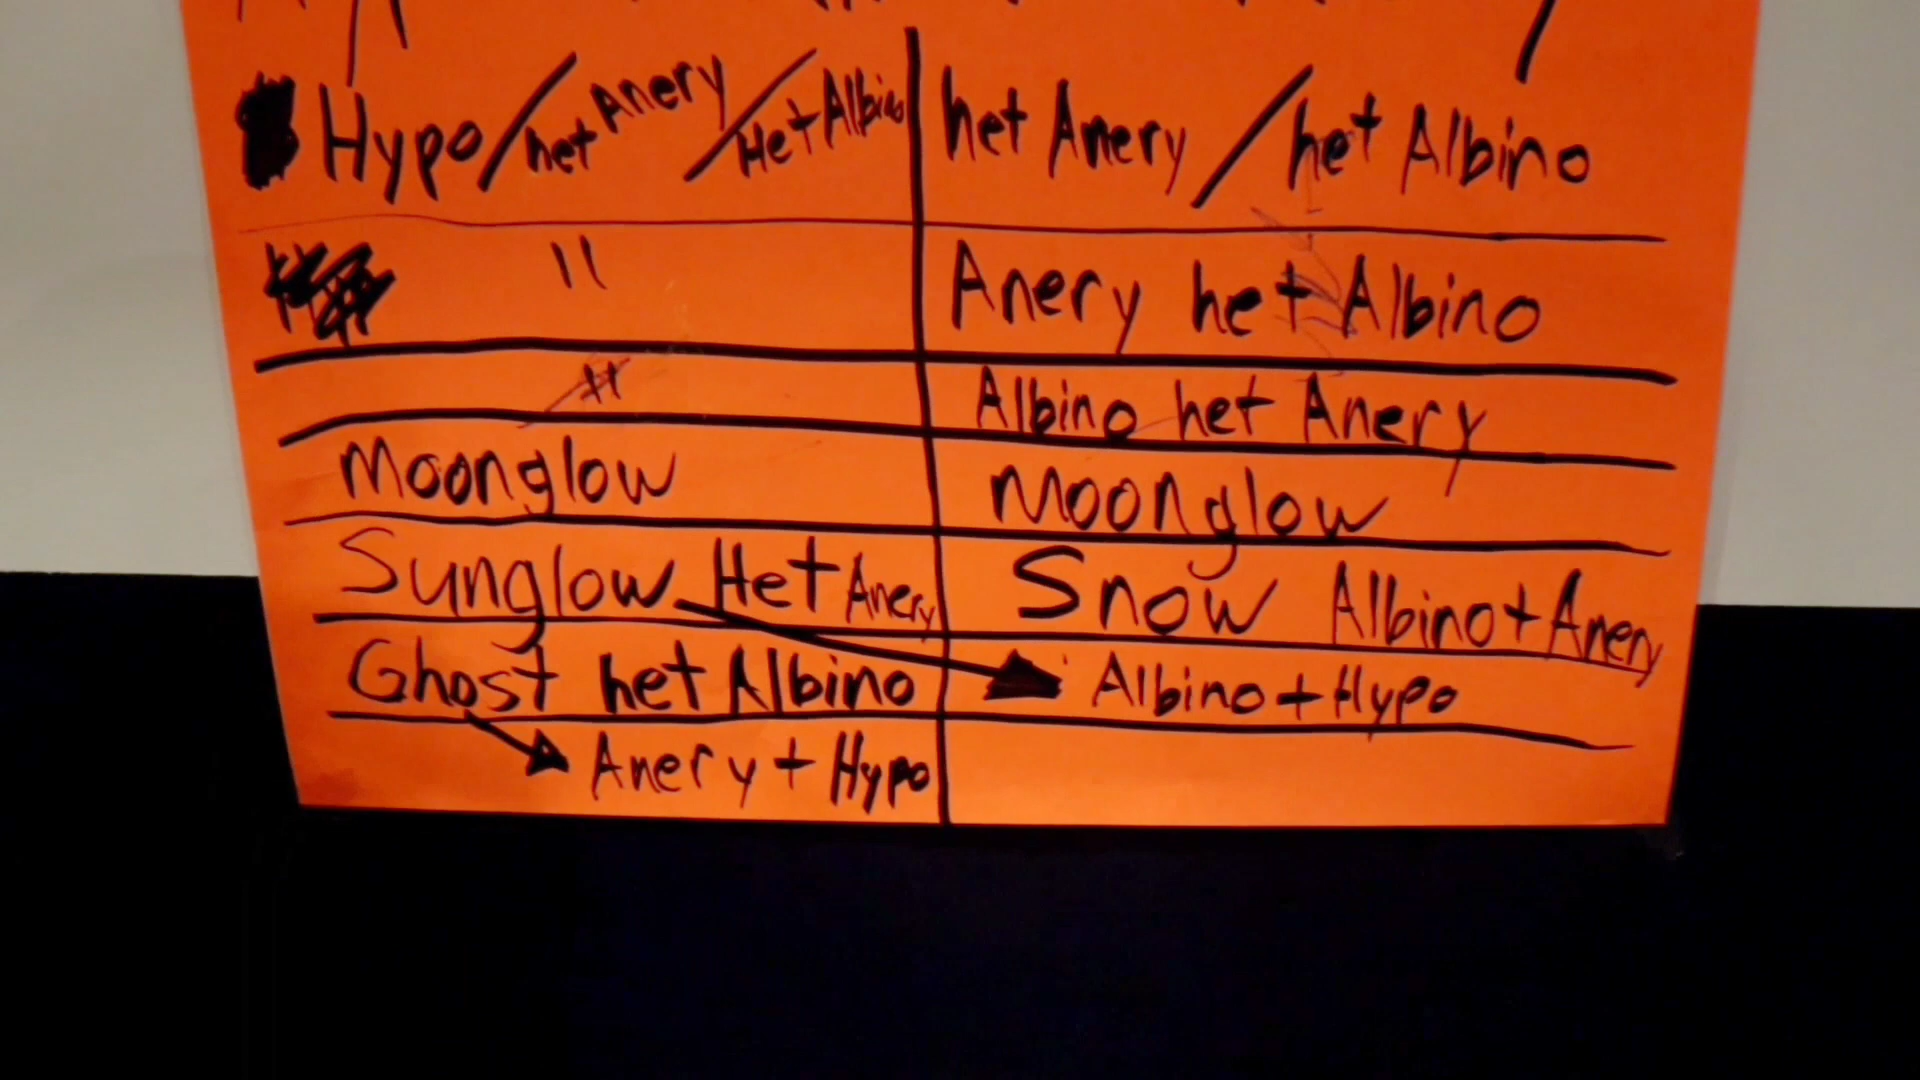 Hypo/het Anery/Het Albino het Anery/het Albino
" Anery het Albino
" Albino het Anery
Moonglow Moonglow
Sunglow Het Anery Snow Albino + Anery
Ghost het Albino Albino + Hypo
Anery + Hypo